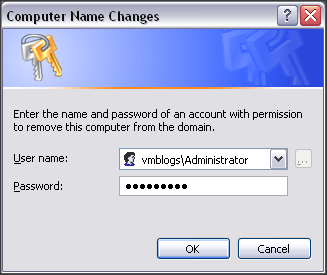 Computer Name Changes
Enter the name and password of an account with permission
to remove this computer from the domain.
User name: vmblogs\Administrator ...
Password: •••••••••
OK Cancel